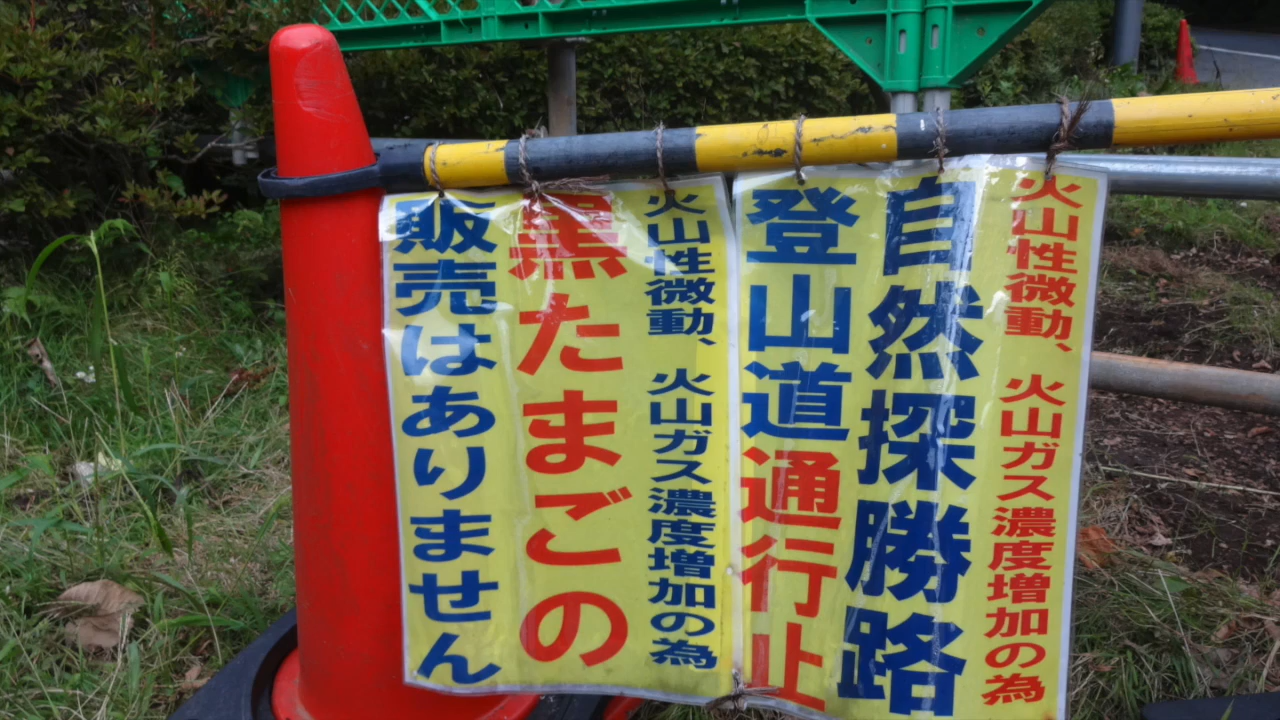 火山性微動、火山ガス濃度増加の為
自然探勝路
登山道通行止
火山性微動、火山ガス濃度増加の為
黒たまごの
販売はありません